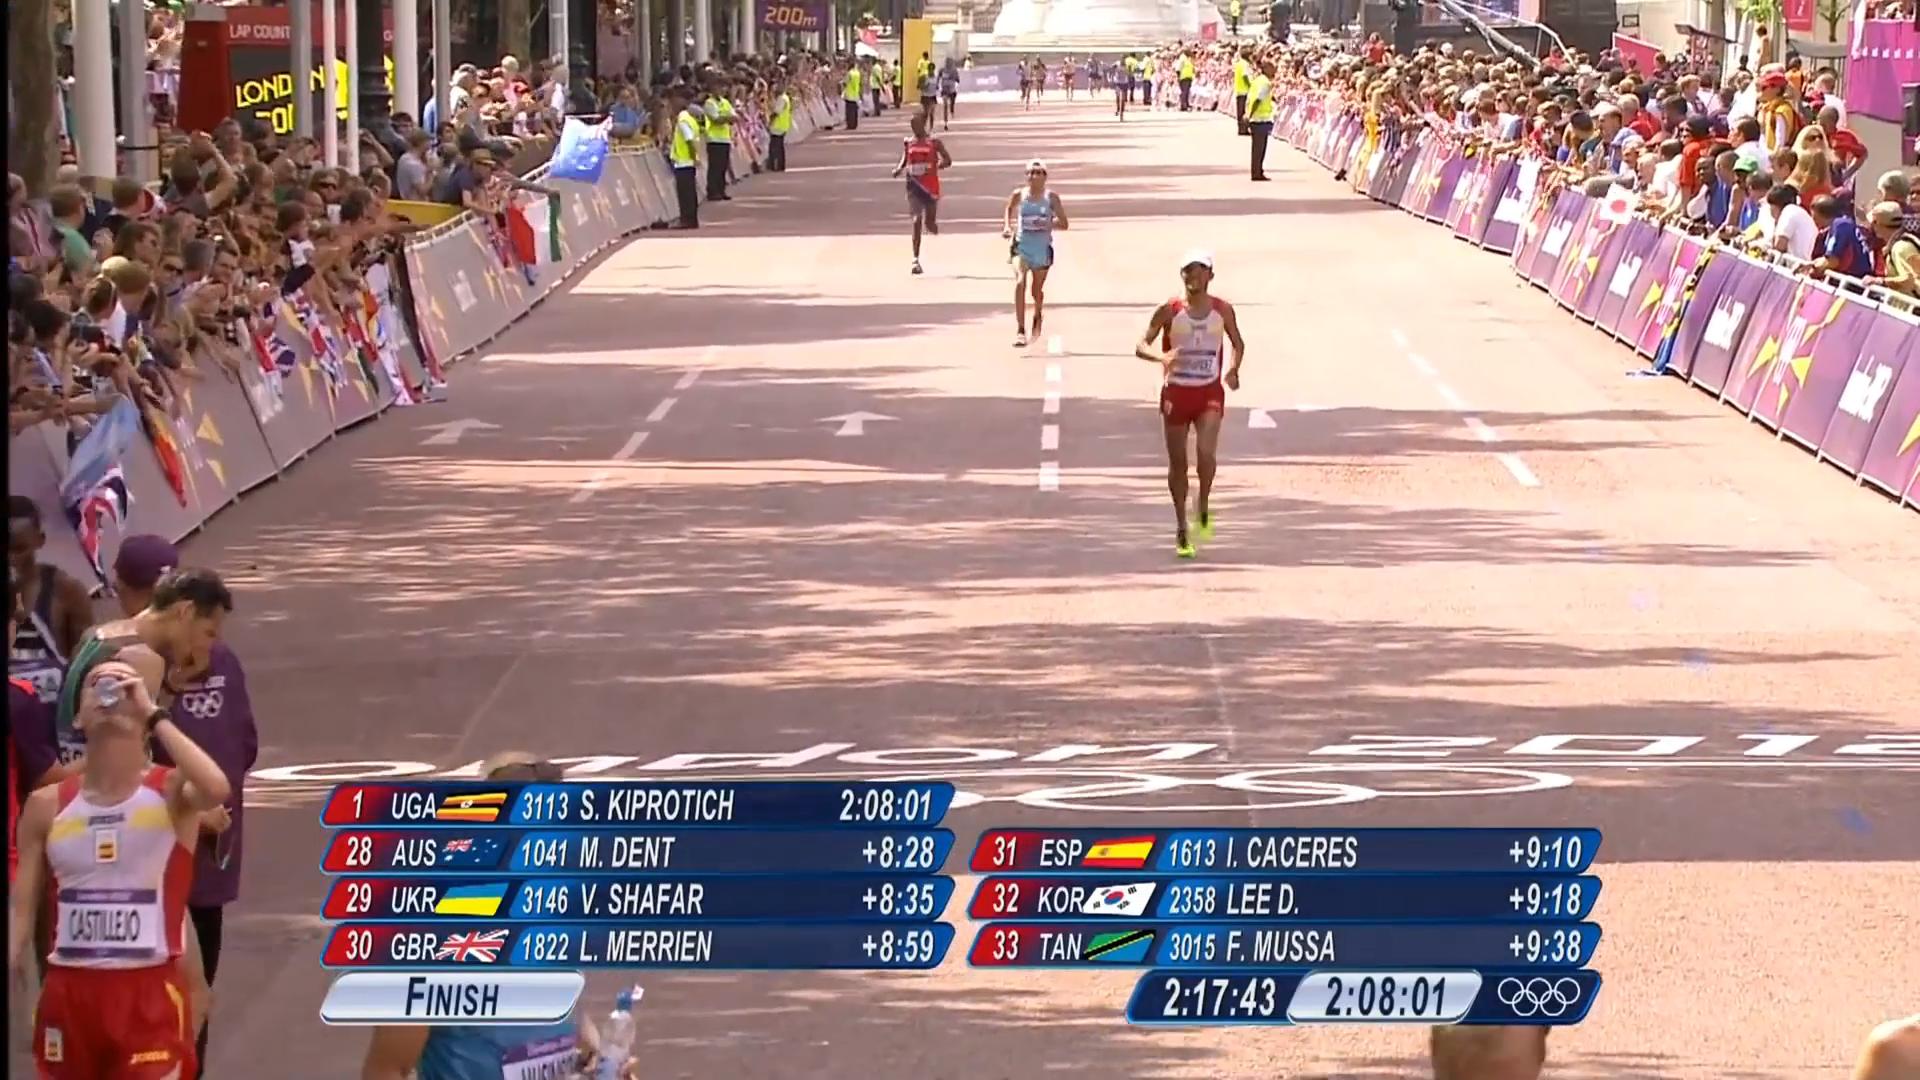 200m
LAP COUNT
LONDON
London 2012
1 UGA 3113 S. KIPROTICH 2:08:01
28 AUS 1041 M. DENT +8:28
29 UKR 3146 V. SHAFAR +8:35
30 GBR 1822 L. MERRIEN +8:59
31 ESP 1613 I. CACERES +9:10
32 KOR 2358 LEE D. +9:18
33 TAN 3015 F. MUSSA +9:38
FINISH
2:17:43 2:08:01
CASTILLEJO